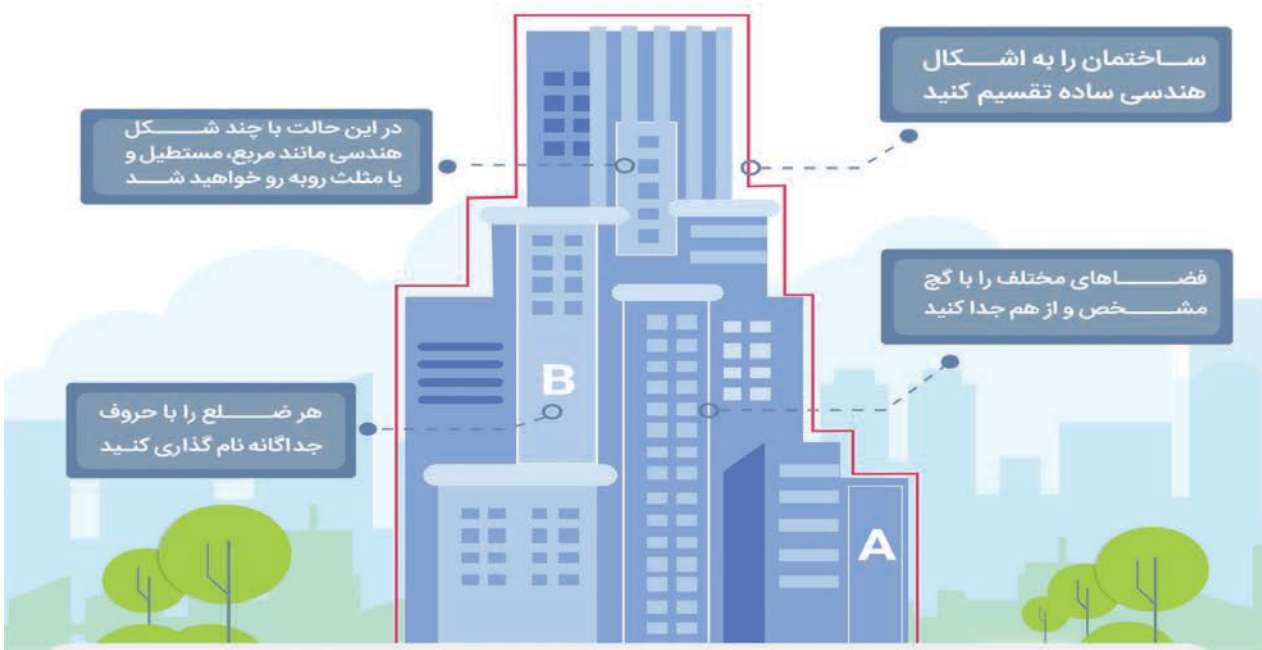 ساختمان را به اشکال
هندسی ساده تقسیم کنید
در این حالت با چند شکل
هندسی مانند مربع، مستطیل و
یا مثلث روبه رو خواهید شد
فضاهای مختلف را با گچ
مشخص و از هم جدا کنید
هر ضلع را با حروف
جداگانه نام گذاری کنید
B
A